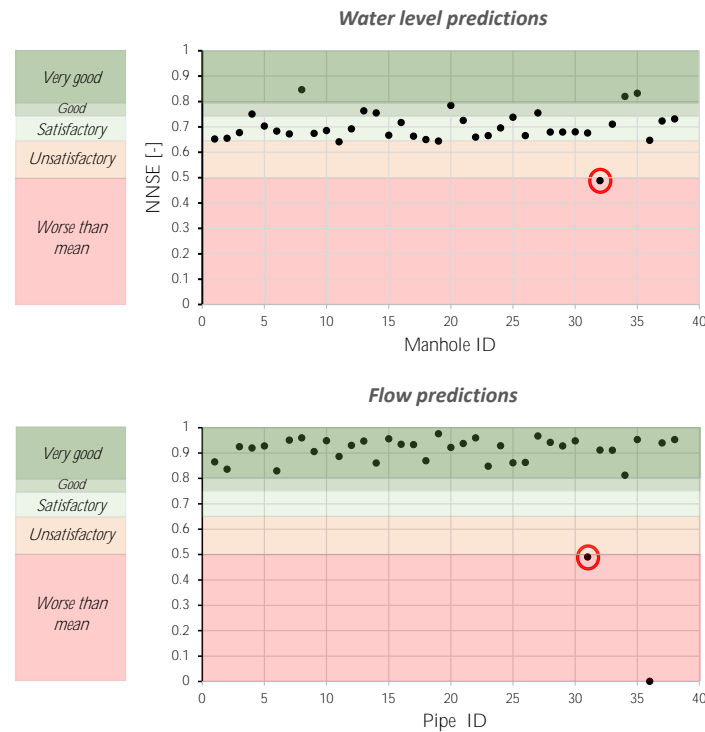 Water level predictions
Very good
Good
Satisfactory
Unsatisfactory
Worse than
mean
NNSE [-]
1
0.9
0.8
0.7
0.6
0.5
0.4
0.3
0.2
0.1
0
0 5 10 15 20 25 30 35 40
Manhole ID
Flow predictions
Very good
Good
Satisfactory
Unsatisfactory
Worse than
mean
1
0.9
0.8
0.7
0.6
0.5
0.4
0.3
0.2
0.1
0
0 5 10 15 20 25 30 35 40
Pipe ID